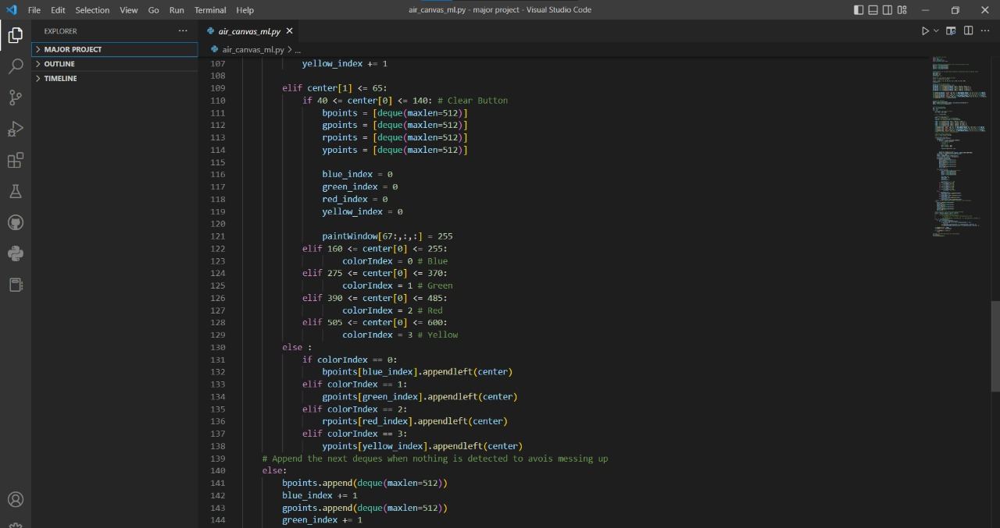 File Edit Selection View Go Run Terminal Help
air_canvas_ml.py - major project - Visual Studio Code
EXPLORER
MAJOR PROJECT
OUTLINE
TIMELINE
air_canvas_ml.py
air_canvas_ml.py > ...
107 yellow_index += 1
108
109 elif center[1] <= 65:
110 if 40 <= center[0] <= 140: # Clear Button
111 bpoints = [deque(maxlen=512)]
112 gpoints = [deque(maxlen=512)]
113 rpoints = [deque(maxlen=512)]
114 ypoints = [deque(maxlen=512)]
115
116 blue_index = 0
117 green_index = 0
118 red_index = 0
119 yellow_index = 0
120
121 paintWindow[67:,:,:] = 255
122 elif 160 <= center[0] <= 255:
123 colorIndex = 0 # Blue
124 elif 275 <= center[0] <= 370:
125 colorIndex = 1 # Green
126 elif 390 <= center[0] <= 485:
127 colorIndex = 2 # Red
128 elif 505 <= center[0] <= 600:
129 colorIndex = 3 # Yellow
130 else :
131 if colorIndex == 0:
132 bpoints[blue_index].appendleft(center)
133 elif colorIndex == 1:
134 gpoints[green_index].appendleft(center)
135 elif colorIndex == 2:
136 rpoints[red_index].appendleft(center)
137 elif colorIndex == 3:
138 ypoints[yellow_index].appendleft(center)
139 # Append the next deques when nothing is detected to avois messing up
140 else:
141 bpoints.append(deque(maxlen=512))
142 blue_index += 1
143 gpoints.append(deque(maxlen=512))
144 green_index += 1